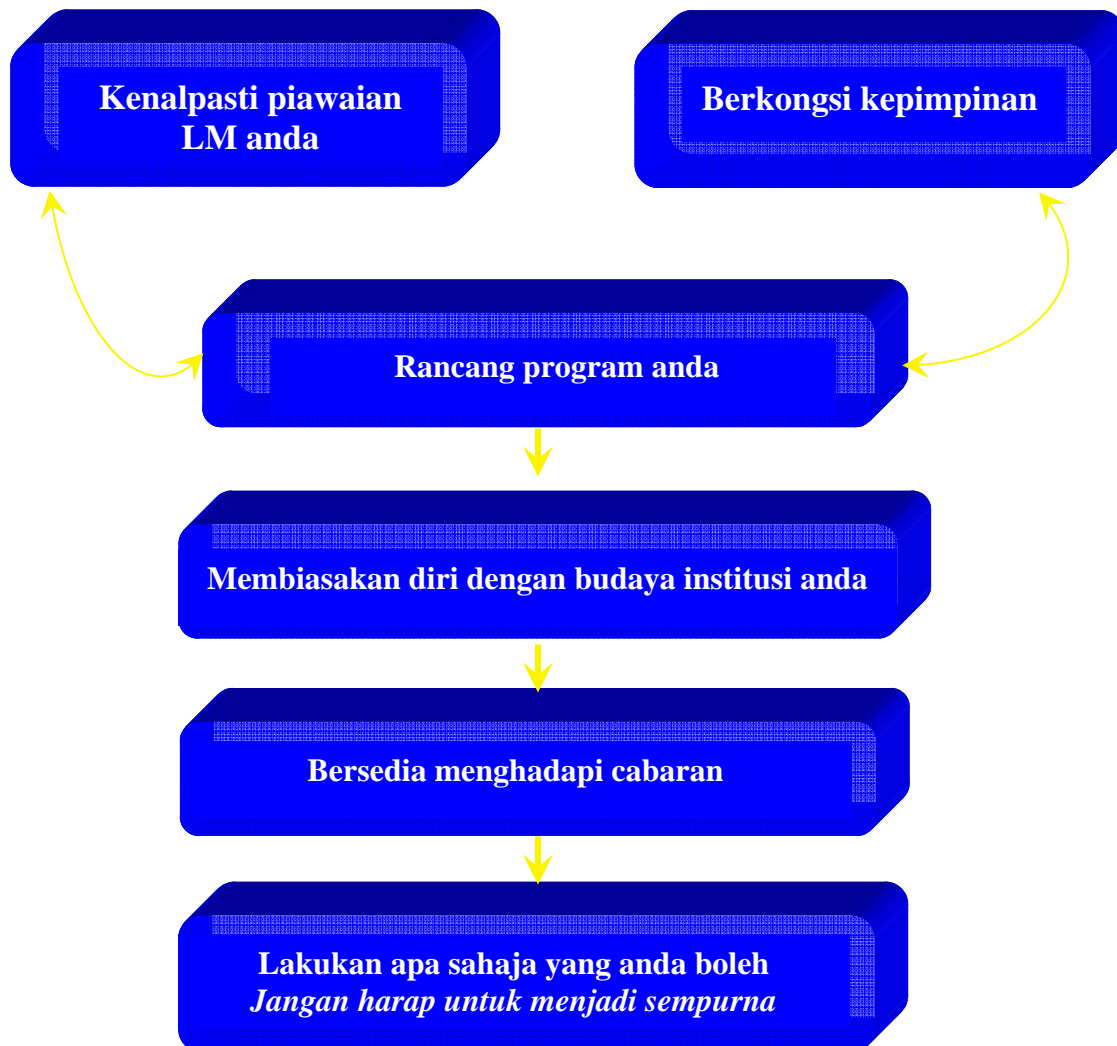 Kenalpasti piawaian
LM anda
Berkongsi kepimpinan
Rancang program anda
Membiasakan diri dengan budaya institusi anda
Bersedia menghadapi cabaran
Lakukan apa sahaja yang anda boleh
Jangan harap untuk menjadi sempurna